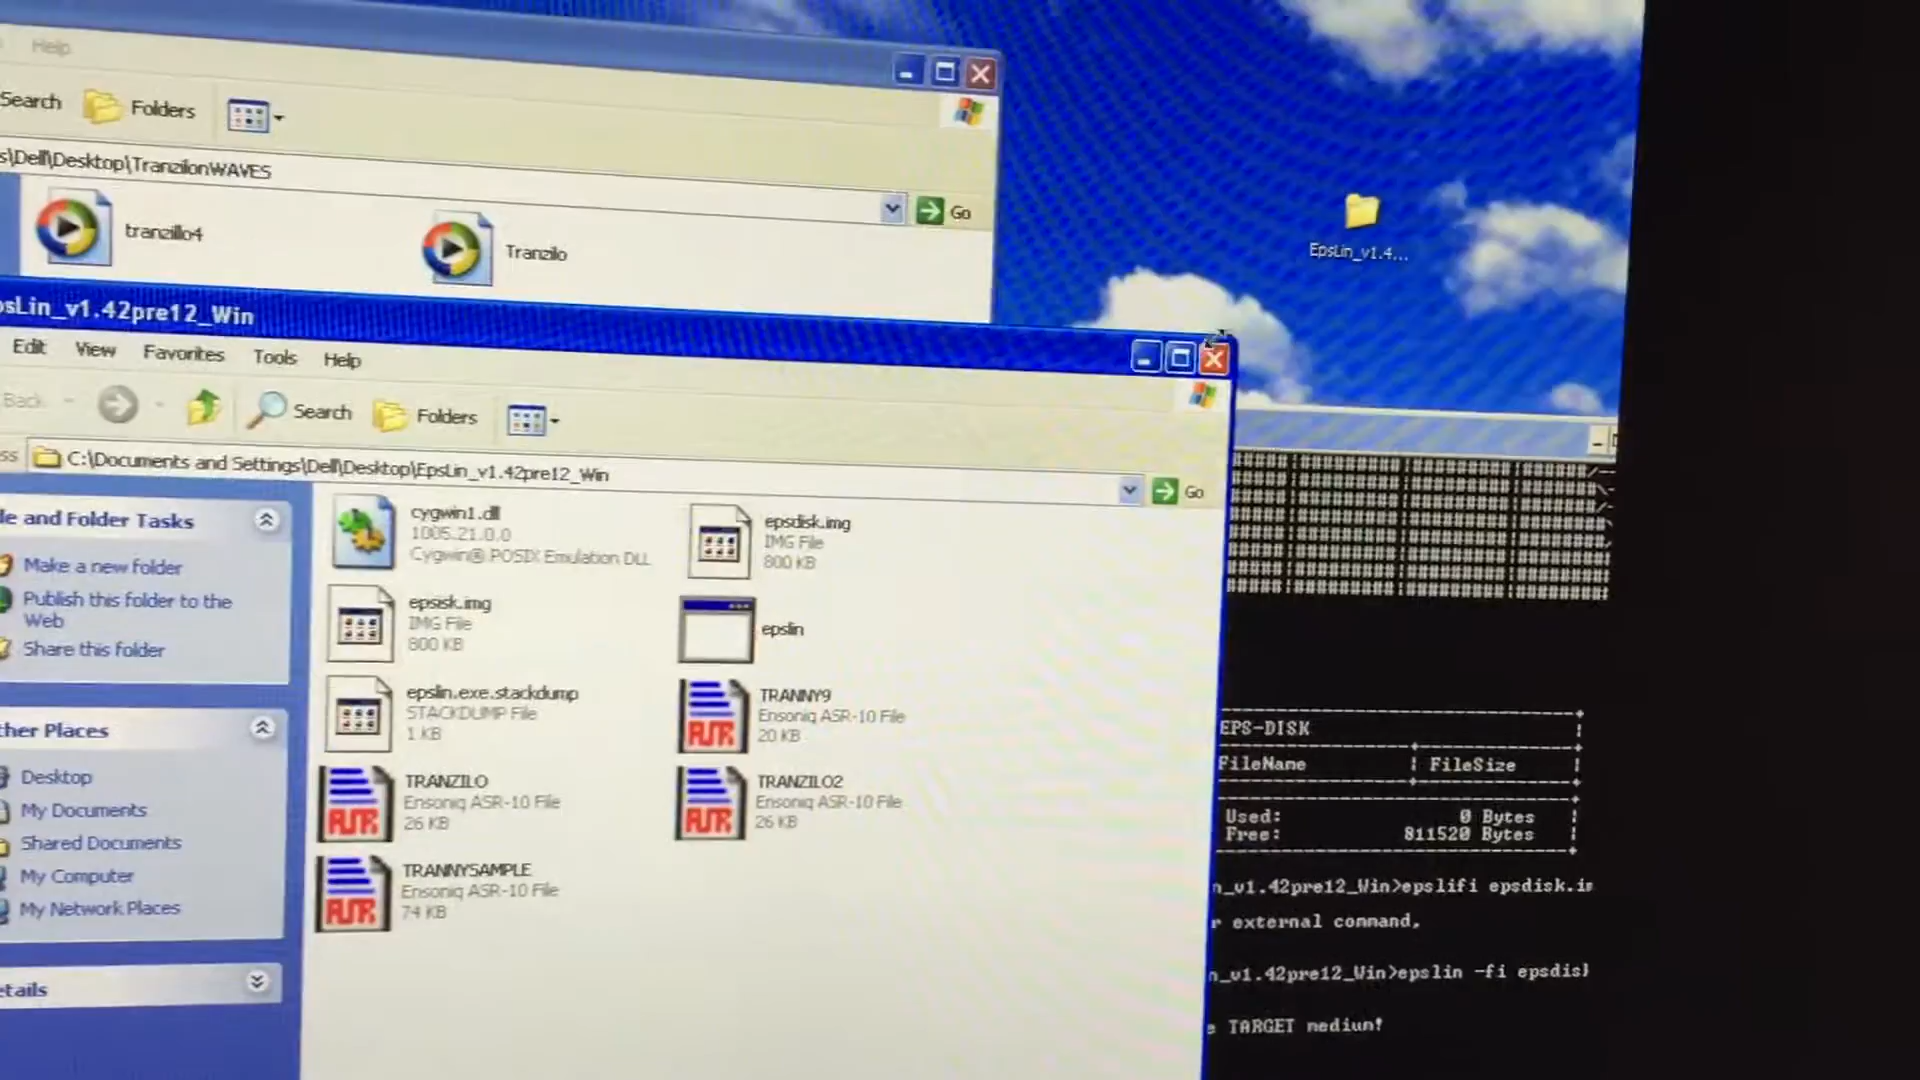 Help
Search
Folders
s\Dell\Desktop\TranzilonWAVES
Go
tranzillo4
Tranzilo
EpsLin_v1.4...
psLin_v1.42pre12_Win
Edit
View
Favorites
Tools
Help
Back
Search
Folders
ss
C:\Documents and Settings\Dell\Desktop\EpsLin_v1.42pre12_Win
Go
le and Folder Tasks
Make a new folder
Publish this folder to the
Web
Share this folder
ther Places
Desktop
My Documents
Shared Documents
My Computer
My Network Places
etails
cygwin1.dll
1005.21.0.0
Cygwin® POSIX Emulation DLL
epsdisk.img
IMG File
800 KB
epsisk.img
IMG File
800 KB
epslin
epslin.exe.stackdump
STACKDUMP File
1 KB
TRANNY9
Ensoniq ASR-10 File
20 KB
TRANZILO
Ensoniq ASR-10 File
26 KB
TRANZILO2
Ensoniq ASR-10 File
26 KB
TRANNYSAMPLE
Ensoniq ASR-10 File
74 KB
EPS-DISK
FileName | FileSize
Used: 0 Bytes
Free: 811520 Bytes
n_v1.42pre12_Win>epslifi epsdisk.im
r external command,
n_v1.42pre12_Win>epslin -fi epsdis
e TARGET medium!